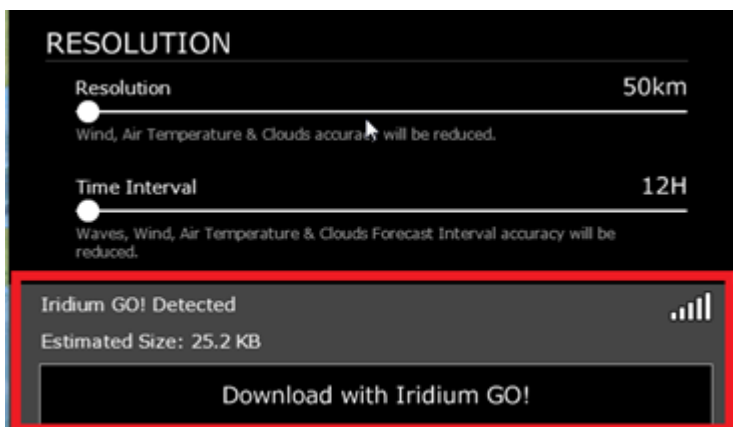 RESOLUTION
Resolution 50km
Wind, Air Temperature & Clouds accuracy will be reduced.
Time Interval 12H
Waves, Wind, Air Temperature & Clouds Forecast Interval accuracy will be
reduced.
Iridium GO! Detected
Estimated Size: 25.2 KB
Download with Iridium GO!